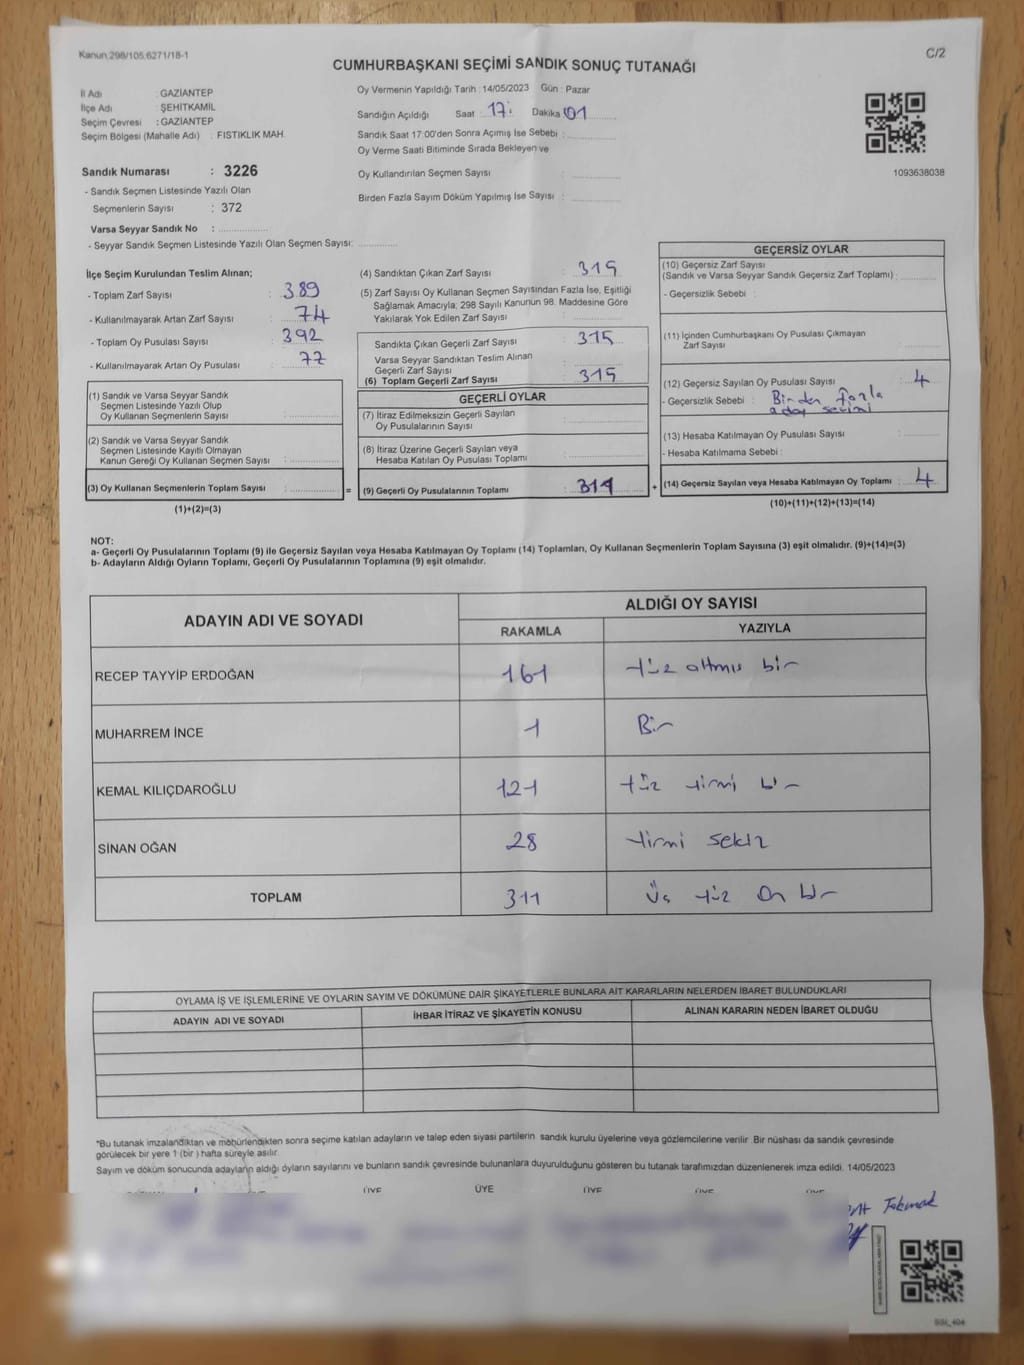 Kanun:298/105,6271/18-1
C/2
CUMHURBAŞKANI SEÇİMİ SANDIK SONUÇ TUTANAĞI
İl Adı : GAZİANTEP
İlçe Adı : ŞEHİTKAMİL
Seçim Çevresi : GAZİANTEP
Seçim Bölgesi (Mahalle Adı) : FISTIKLIK MAH.
Oy Vermenin Yapıldığı Tarih : 14/05/2023 Gün : Pazar
Sandığın Açıldığı Saat : 17: Dakika : 01
Sandık Saat 17:00'den Sonra Açılmış İse Sebebi :
Oy Verme Saati Bitiminde Sırada Bekleyen ve
Oy Kullandırılan Seçmen Sayısı :
Birden Fazla Sayım Döküm Yapılmış İse Sayısı :
1093638038
Sandık Numarası : 3226
- Sandık Seçmen Listesinde Yazılı Olan
Seçmenlerin Sayısı : 372
Varsa Seyyar Sandık No :
- Seyyar Sandık Seçmen Listesinde Yazılı Olan Seçmen Sayısı:
İlçe Seçim Kurulundan Teslim Alınan;
- Toplam Zarf Sayısı : 389
- Kullanılmayarak Artan Zarf Sayısı : 74
- Toplam Oy Pusulası Sayısı : 392
- Kullanılmayarak Artan Oy Pusulası : 77
(1) Sandık ve Varsa Seyyar Sandık
Seçmen Listesinde Yazılı Olup
Oy Kullanan Seçmenlerin Sayısı :
(2) Sandık ve Varsa Seyyar Sandık
Seçmen Listesinde Kayıtlı Olmayan
Kanun Gereği Oy Kullanan Seçmen Sayısı :
(3) Oy Kullanan Seçmenlerin Toplam Sayısı :
(1)+(2)=(3)
(4) Sandıktan Çıkan Zarf Sayısı : 315
(5) Zarf Sayısı Oy Kullanan Seçmen Sayısından Fazla İse, Eşitliği
Sağlamak Amacıyla; 298 Sayılı Kanunun 98. Maddesine Göre
Yakılarak Yok Edilen Zarf Sayısı :
Sandıkta Çıkan Geçerli Zarf Sayısı : 315
Varsa Seyyar Sandıktan Teslim Alınan
Geçerli Zarf Sayısı :
(6) Toplam Geçerli Zarf Sayısı : 315
GEÇERLİ OYLAR
(7) İtiraz Edilmeksizin Geçerli Sayılan
Oy Pusulalarının Sayısı :
(8) İtiraz Üzerine Geçerli Sayılan veya
Hesaba Katılan Oy Pusulası Toplamı :
= (9) Geçerli Oy Pusulalarının Toplamı :
GEÇERSİZ OYLAR
(10) Geçersiz Zarf Sayısı
(Sandık ve Varsa Seyyar Sandık Geçersiz Zarf Toplamı) :
- Geçersizlik Sebebi :
(11) İçinden Cumhurbaşkanı Oy Pusulası Çıkmayan
Zarf Sayısı :
(12) Geçersiz Sayılan Oy Pusulası Sayısı : 4
- Geçersizlik Sebebi : Birden fazla
aday seçimi
(13) Hesaba Katılmayan Oy Pusulası Sayısı :
- Hesaba Katılmama Sebebi :
+ (14) Geçersiz Sayılan veya Hesaba Katılmayan Oy Toplamı : 4
(10)+(11)+(12)+(13)=(14)
NOT:
a- Geçerli Oy Pusulalarının Toplamı (9) ile Geçersiz Sayılan veya Hesaba Katılmayan Oy Toplamı (14) Toplamları, Oy Kullanan Seçmenlerin Toplam Sayısına (3) eşit olmalıdır. (9)+(14)=(3)
b- Adayların Aldığı Oyların Toplamı, Geçerli Oy Pusulalarının Toplamına (9) eşit olmalıdır.
ADAYIN ADI VE SOYADI
ALDIĞI OY SAYISI
RAKAMLA YAZIYLA
RECEP TAYYİP ERDOĞAN 161 Yüz altmış bir
MUHARREM İNCE 1 Bir
KEMAL KILIÇDAROĞLU 121 Yüz yirmi bir
SİNAN OĞAN 28 Yirmi sekiz
TOPLAM 311 Üç yüz on bir
OYLAMA İŞ VE İŞLEMLERİNE VE OYLARIN SAYIM VE DÖKÜMÜNE DAİR ŞİKAYETLERLE BUNLARA AİT KARARLARIN NELERDEN İBARET BULUNDUKLARI
ADAYIN ADI VE SOYADI İHBAR İTİRAZ VE ŞİKAYETİN KONUSU ALINAN KARARIN NEDEN İBARET OLDUĞU
*Bu tutanak imzalandıktan ve mühürlendikten sonra seçime katılan adayların ve talep eden siyasi partilerin sandık kurulu üyelerine veya gözlemcilerine verilir. Bir nüshası da sandık çevresinde
görülecek bir yere 1 (bir) hafta süreyle asılır.
Sayım ve döküm sonucunda adayların aldığı oyların sayılarını ve bunların sandık çevresinde bulunanlara duyurulduğunu gösteren bu tutanak tarafımızdan düzenlenerek imza edildi. 14/05/2023
ÜYE ÜYE ÜYE ÜYE ÜYE
Tokmak